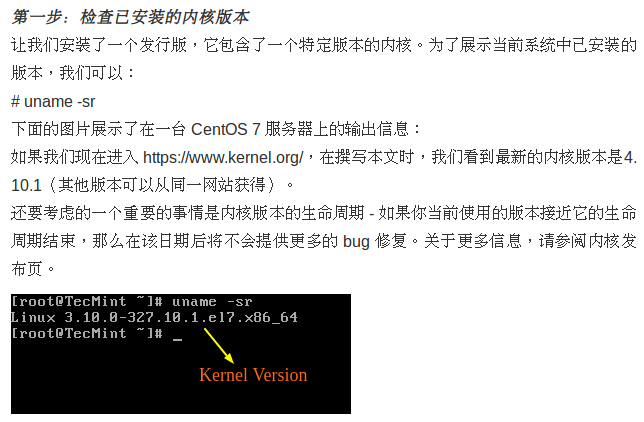 第一步：检查已安装的内核版本
让我们安装了一个发行版，它包含了一个特定版本的内核。为了展示当前系统中已安装的
版本，我们可以：
# uname -sr
下面的图片展示了在一台 CentOS 7 服务器上的输出信息：
如果我们现在进入 https://www.kernel.org/，在撰写本文时，我们看到最新的内核版本是4.
10.1（其他版本可以从同一网站获得）。
还要考虑的一个重要的事情是内核版本的生命周期 - 如果你当前使用的版本接近它的生命
周期结束，那么在该日期后将不会提供更多的 bug 修复。关于更多信息，请参阅内核发
布页。
[root@TecMint ~]# uname -sr
Linux 3.10.0-327.10.1.el7.x86_64
[root@TecMint ~]# _
Kernel Version